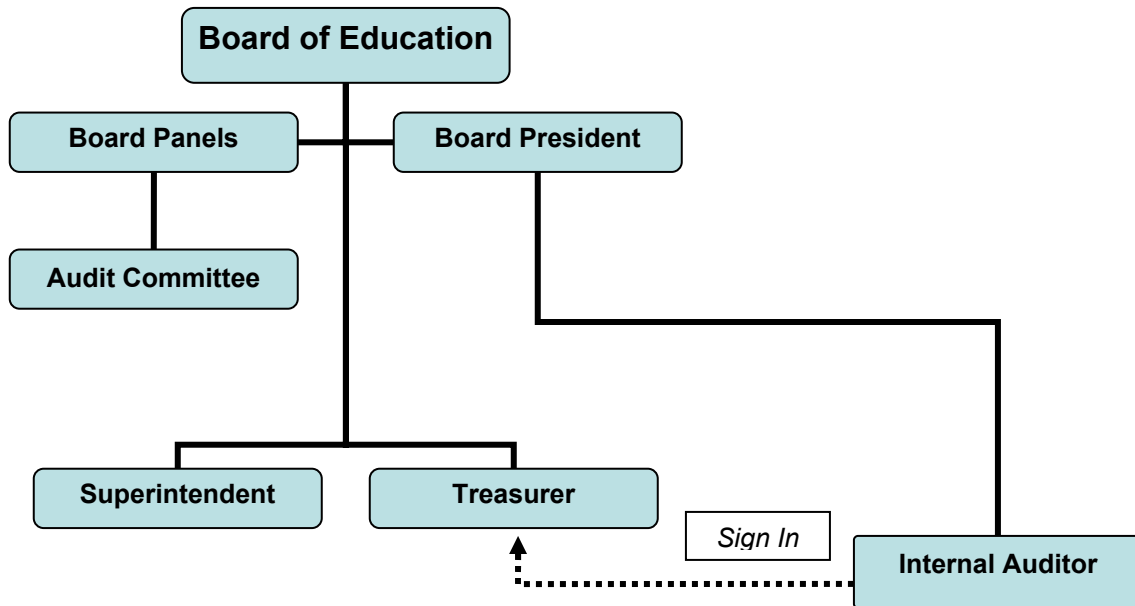 Board of Education
Board Panels
Board President
Audit Committee
Superintendent
Treasurer
Sign In
Internal Auditor